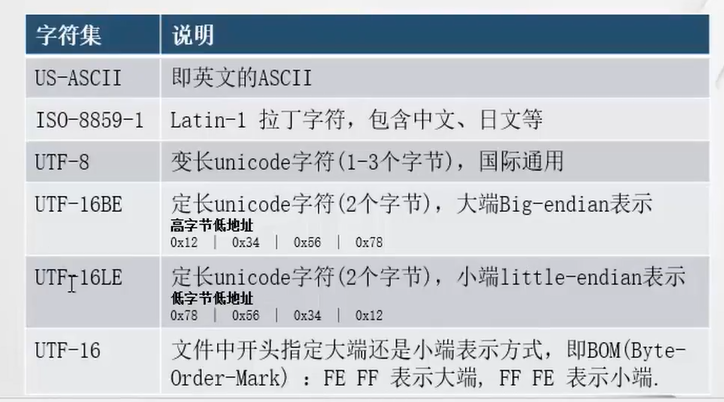 字符集 说明
US-ASCII 即英文的ASCII
ISO-8859-1 Latin-1 拉丁字符，包含中文、日文等
UTF-8 变长unicode字符(1-3个字节)，国际通用
UTF-16BE 定长unicode字符(2个字节)，大端Big-endian表示
高字节低地址
0x12 | 0x34 | 0x56 | 0x78
UTF-16LE 定长unicode字符(2个字节)，小端little-endian表示
低字节低地址
0x78 | 0x56 | 0x34 | 0x12
UTF-16 文件中开头指定大端还是小端表示方式，即BOM(Byte-
Order-Mark) ：FE FF 表示大端, FF FE 表示小端.